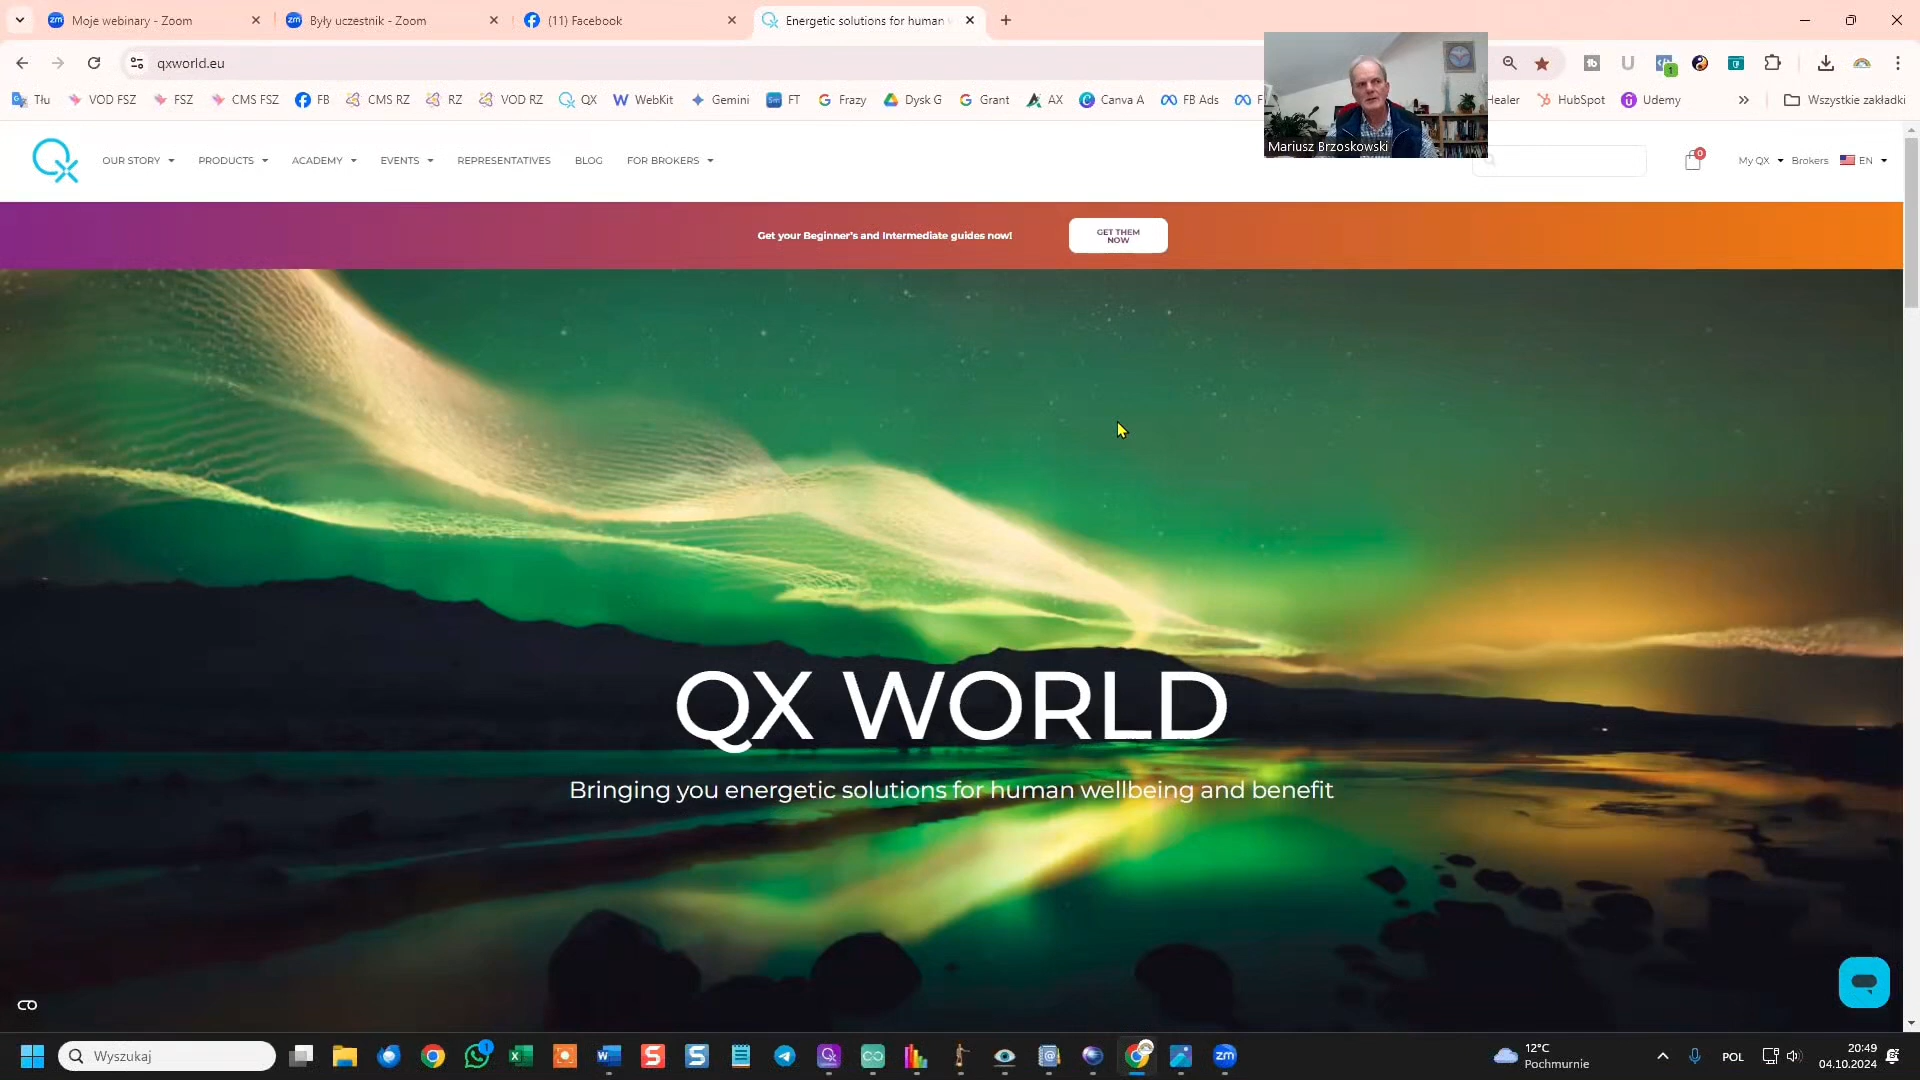 Moje webinary - Zoom
Były uczestnik - Zoom
(11) Facebook
Energetic solutions for human
qxworld.eu
Tłu
VOD FSZ
FSZ
CMS FSZ
FB
CMS RZ
RZ
VOD RZ
QX
WebKit
Gemini
FT
Frazy
Dysk G
Grant
AX
Canva A
FB Ads
Healer
HubSpot
Udemy
Wszystkie zakładki
Mariusz Brzoskowski
OUR STORY
PRODUCTS
ACADEMY
EVENTS
REPRESENTATIVES
BLOG
FOR BROKERS
0
My QX
Brokers
EN
Get your Beginner's and Intermediate guides now!
GET THEM
NOW
QX WORLD
Bringing you energetic solutions for human wellbeing and benefit
Wyszukaj
12°C
Pochmurnie
POL
20:49
04.10.2024